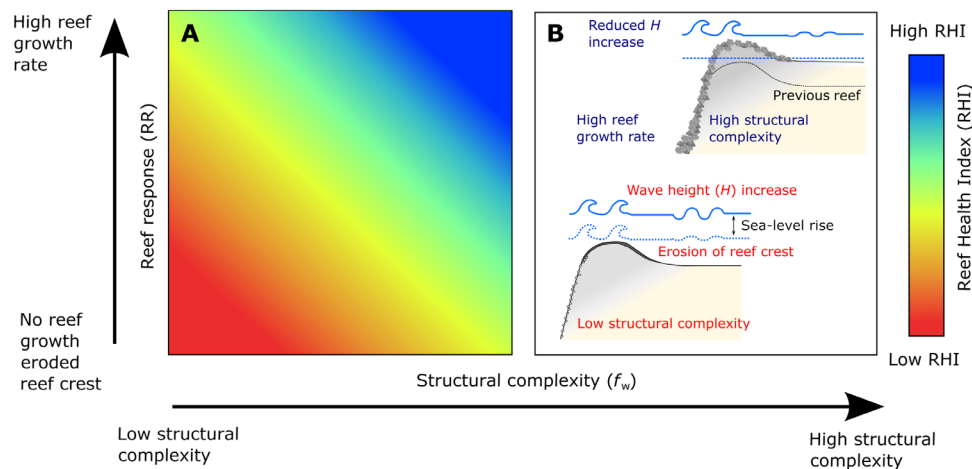 High reef
growth
rate
Reef response (RR)
No reef
growth
eroded
reef crest
A
B
Reduced H
increase
Previous reef
High reef
growth rate
High structural
complexity
Wave height (H) increase
Sea-level rise
Erosion of reef crest
Low structural complexity
High RHI
Reef Health Index (RHI)
Low RHI
Structural complexity (fw)
Low structural
complexity
High structural
complexity